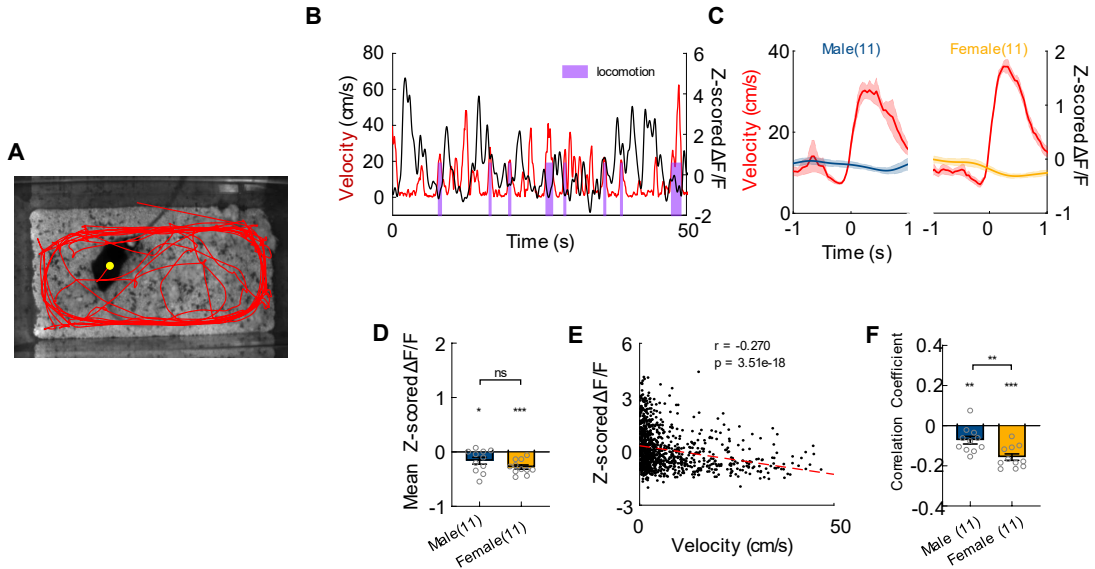 A
B
80
60
40
20
0
Velocity (cm/s)
6
4
2
0
-2
Z-scored ΔF/F
locomotion
0
50
Time (s)
C
Male(11)
Female(11)
40
20
0
Velocity (cm/s)
2
1
0
-1
Z-scored ΔF/F
-1
0
1
-1
0
1
Time (s)
D
2
1
0
-1
Mean Z-scored ΔF/F
ns
*
***
Male(11)
Female(11)
E
r = -0.270
p = 3.51e-18
6
3
0
-3
Z-scored ΔF/F
0
50
Velocity (cm/s)
F
0.4
0.2
0
-0.2
-0.4
Correlation Coefficient
**
**
***
Male (11)
Female (11)